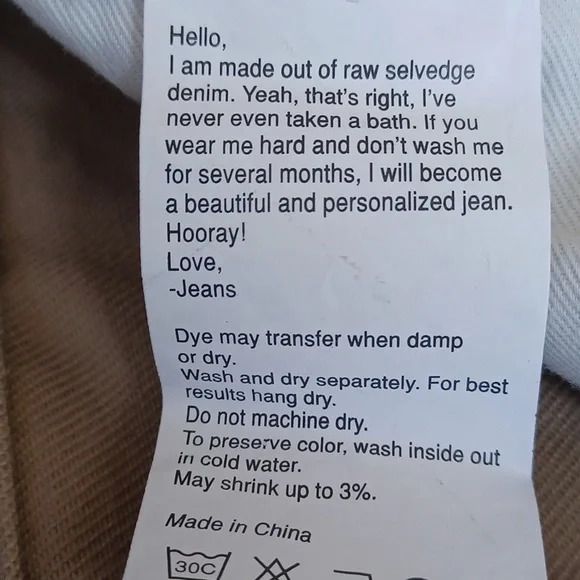 Hello,
I am made out of raw selvedge
denim. Yeah, that's right, I've
never even taken a bath. If you
wear me hard and don't wash me
for several months, I will become
a beautiful and personalized jean.
Hooray!
Love,
-Jeans
Dye may transfer when damp
or dry.
Wash and dry separately. For best
results hang dry.
Do not machine dry.
To preserve color, wash inside out
in cold water.
May shrink up to 3%.
Made in China
30C